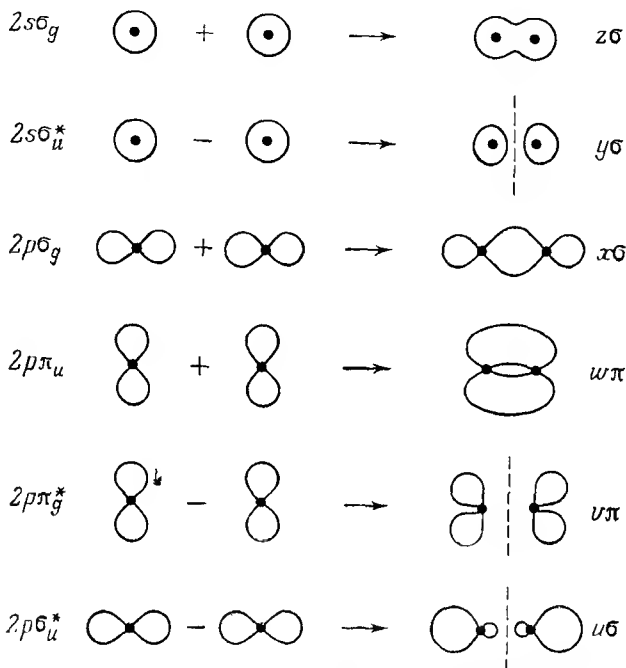 2sσg + ⟶ zσ
2sσu* − ⟶ yσ
2pσg + ⟶ xσ
2pπu + ⟶ wπ
2pπg* − ⟶ vπ
2pσu* − ⟶ uσ